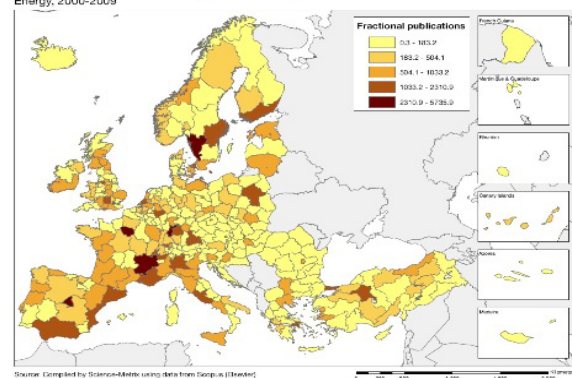 Energy, 2000-2009
Fractional publications
0.3 - 183.2
183.2 - 504.1
504.1 - 1033.2
1033.2 - 2310.9
2310.9 - 5735.9
French Guiana
Martinique & Guadeloupe
Réunion
Canary Islands
Azores
Madeira
Source: Compiled by Science-Metrix using data from Scopus (Elsevier)